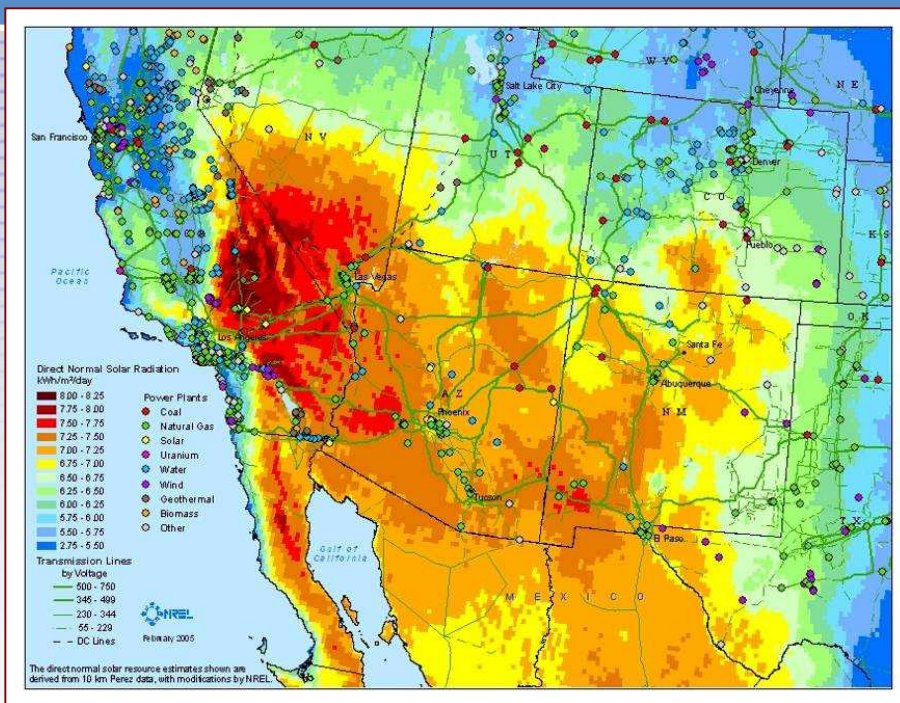 San Francisco
N V
Salt Lake City
U T
W Y
Cheyenne
N E
Denver
C O
Pueblo
K S
Pacific
Ocean
Las Vegas
Los Angeles
Santa Fe
O K
Albuquerque
A Z
Phoenix
N M
Tucson
El Paso
T X
Gulf of
California
M E X I C O
Direct Normal Solar Radiation
kWh/m²/day
8.00 - 8.25
7.75 - 8.00
7.50 - 7.75
7.25 - 7.50
7.00 - 7.25
6.75 - 7.00
6.50 - 6.75
6.25 - 6.50
6.00 - 6.25
5.75 - 6.00
5.50 - 5.75
2.75 - 5.50
Power Plants
Coal
Natural Gas
Solar
Uranium
Water
Wind
Geothermal
Biomass
Other
Transmission Lines
by Voltage
500 - 750
345 - 499
230 - 344
55 - 229
DC Lines
NREL
February 2005
The direct normal solar resource estimates shown are
derived from 10 km Perez data, with modifications by NREL.